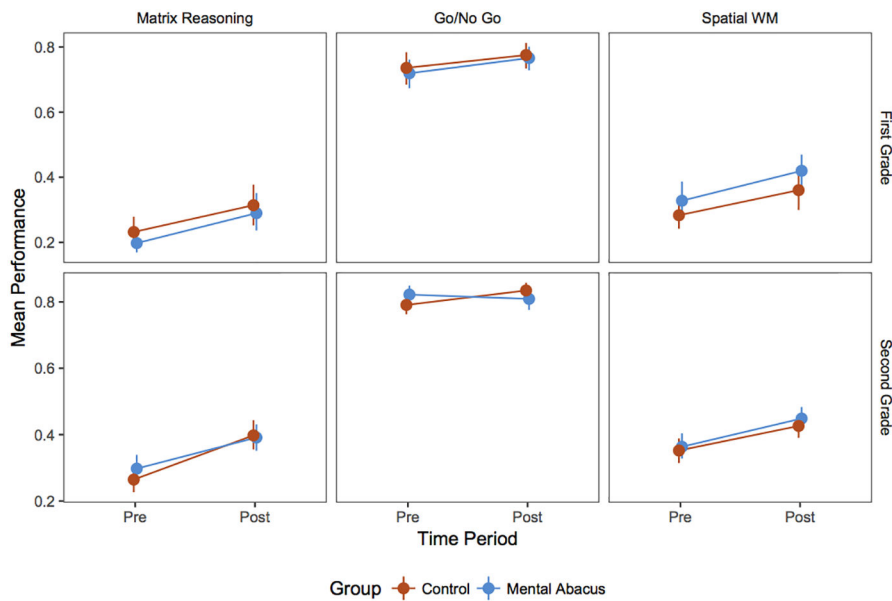 Matrix Reasoning
Go/No Go
Spatial WM
Mean Performance
0.8
0.6
0.4
0.2
First Grade
0.8
0.6
0.4
0.2
Second Grade
Pre
Post
Pre
Post
Pre
Post
Time Period
Group Control Mental Abacus